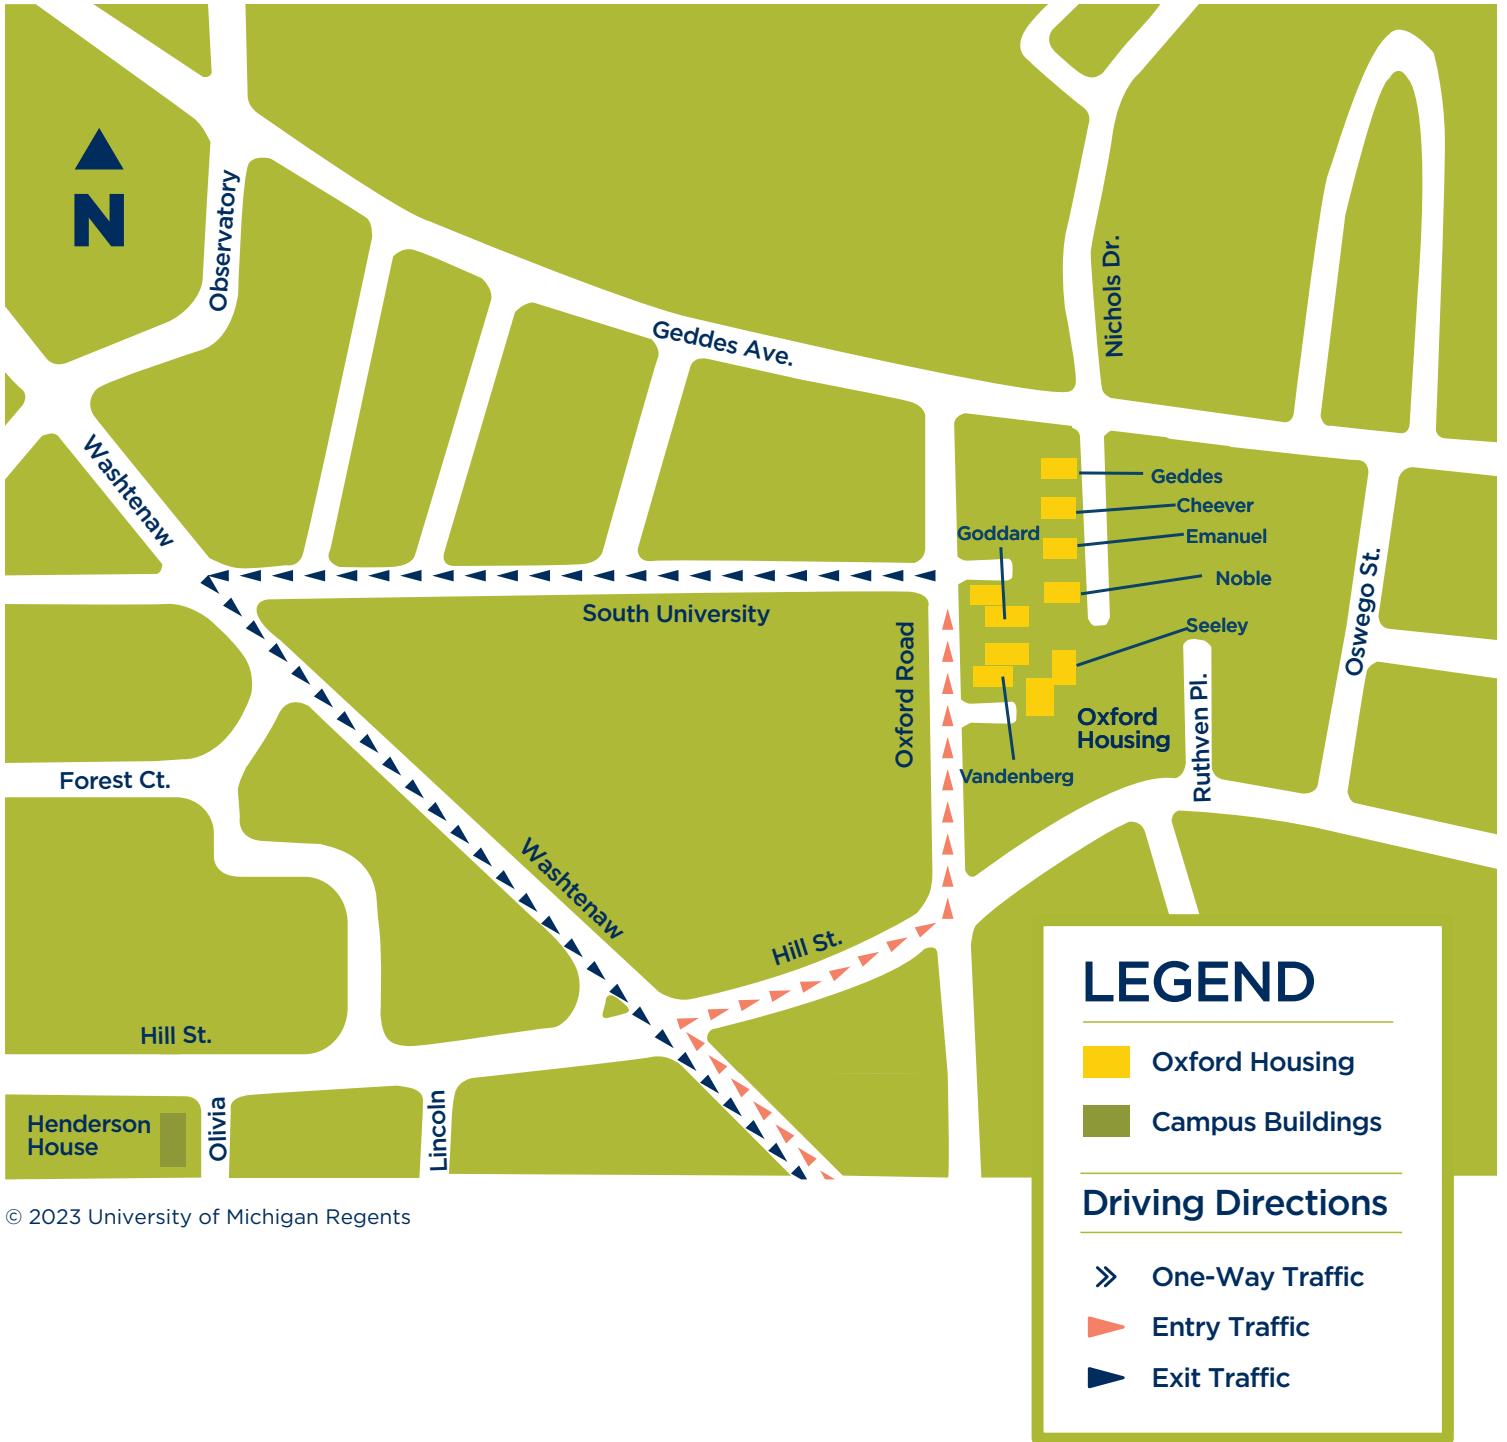 N
Observatory
Geddes Ave.
Nichols Dr.
Washtenaw
Geddes
Cheever
Goddard
Emanuel
Noble
South University
Seeley
Oswego St.
Oxford Road
Ruthven Pl.
Oxford
Housing
Vandenberg
Forest Ct.
Washtenaw
Hill St.
Hill St.
Henderson
House
Olivia
Lincoln
© 2023 University of Michigan Regents
LEGEND
Oxford Housing
Campus Buildings
Driving Directions
One-Way Traffic
Entry Traffic
Exit Traffic